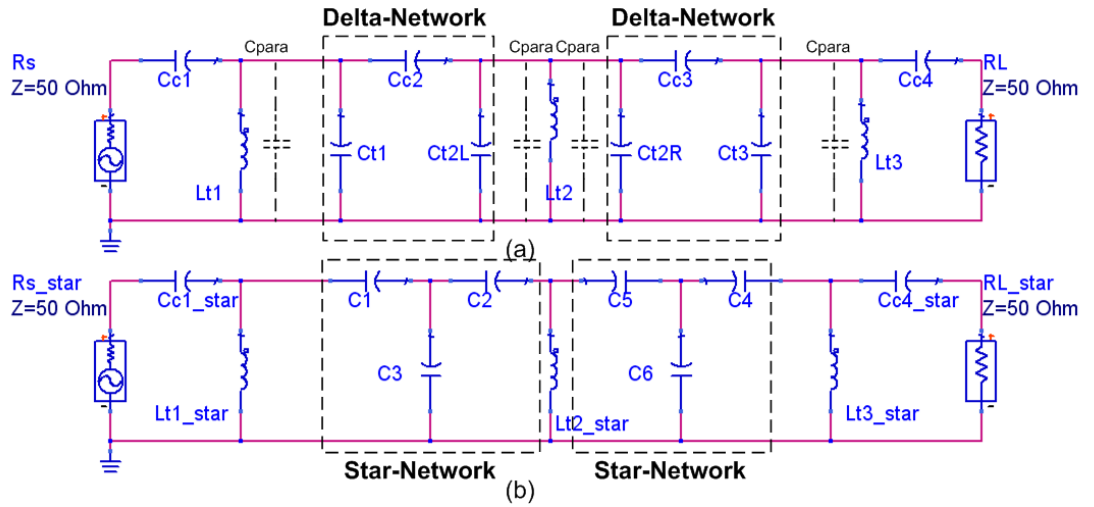 Delta-Network
Delta-Network
Rs
Z=50 Ohm
Cc1
Cpara
Cc2
Cpara
Cpara
Cc3
Cpara
Cc4
RL
Z=50 Ohm
Lt1
Ct1
Ct2L
Lt2
Ct2R
Ct3
Lt3
(a)
Rs_star
Z=50 Ohm
Cc1_star
C1
C2
C5
C4
Cc4_star
RL_star
Z=50 Ohm
Lt1_star
C3
Lt2_star
C6
Lt3_star
Star-Network
Star-Network
(b)